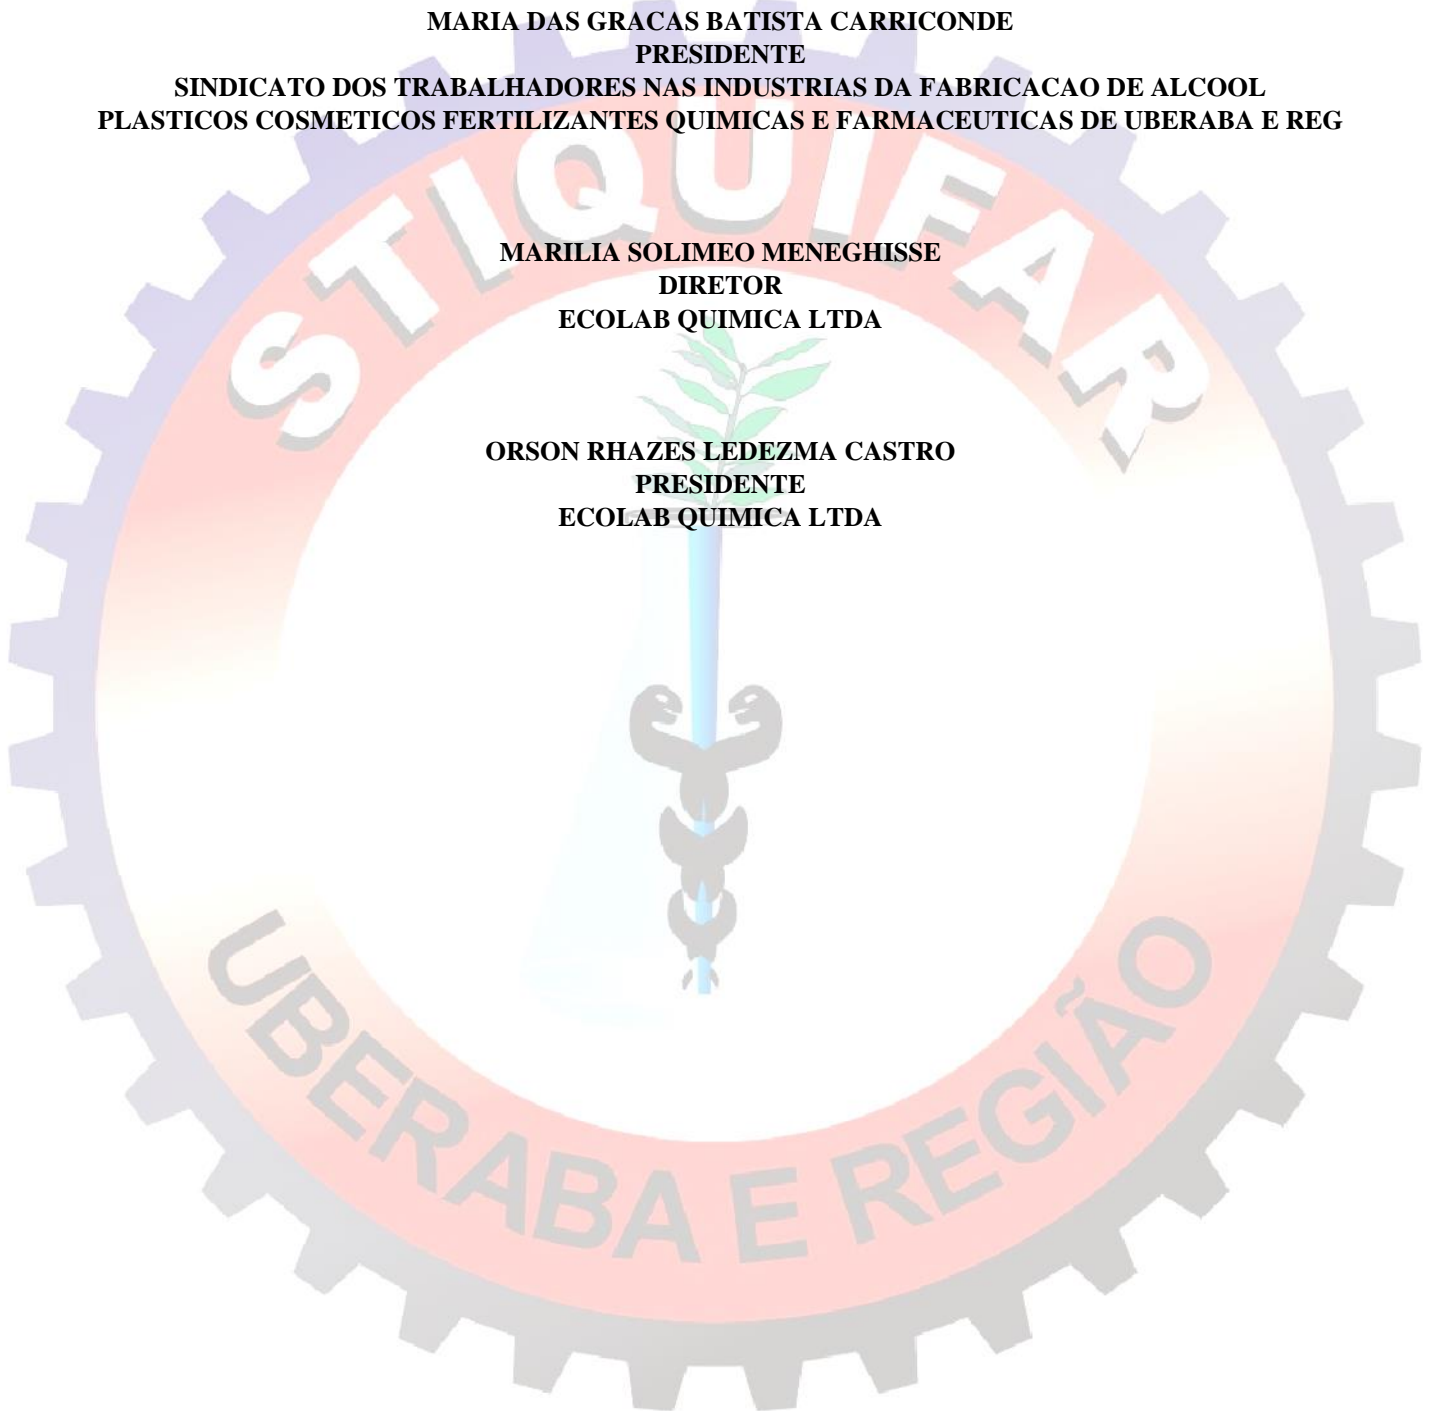 MARIA DAS GRACAS BATISTA CARRICONDE
PRESIDENTE
SINDICATO DOS TRABALHADORES NAS INDUSTRIAS DA FABRICACAO DE ALCOOL
PLASTICOS COSMETICOS FERTILIZANTES QUIMICAS E FARMACEUTICAS DE UBERABA E REG
STIQUIFAR
MARILIA SOLIMEO MENEGHISSE
DIRETOR
ECOLAB QUIMICA LTDA
ORSON RHAZES LEDEZMA CASTRO
PRESIDENTE
ECOLAB QUIMICA LTDA
UBERABA E REGIÃO